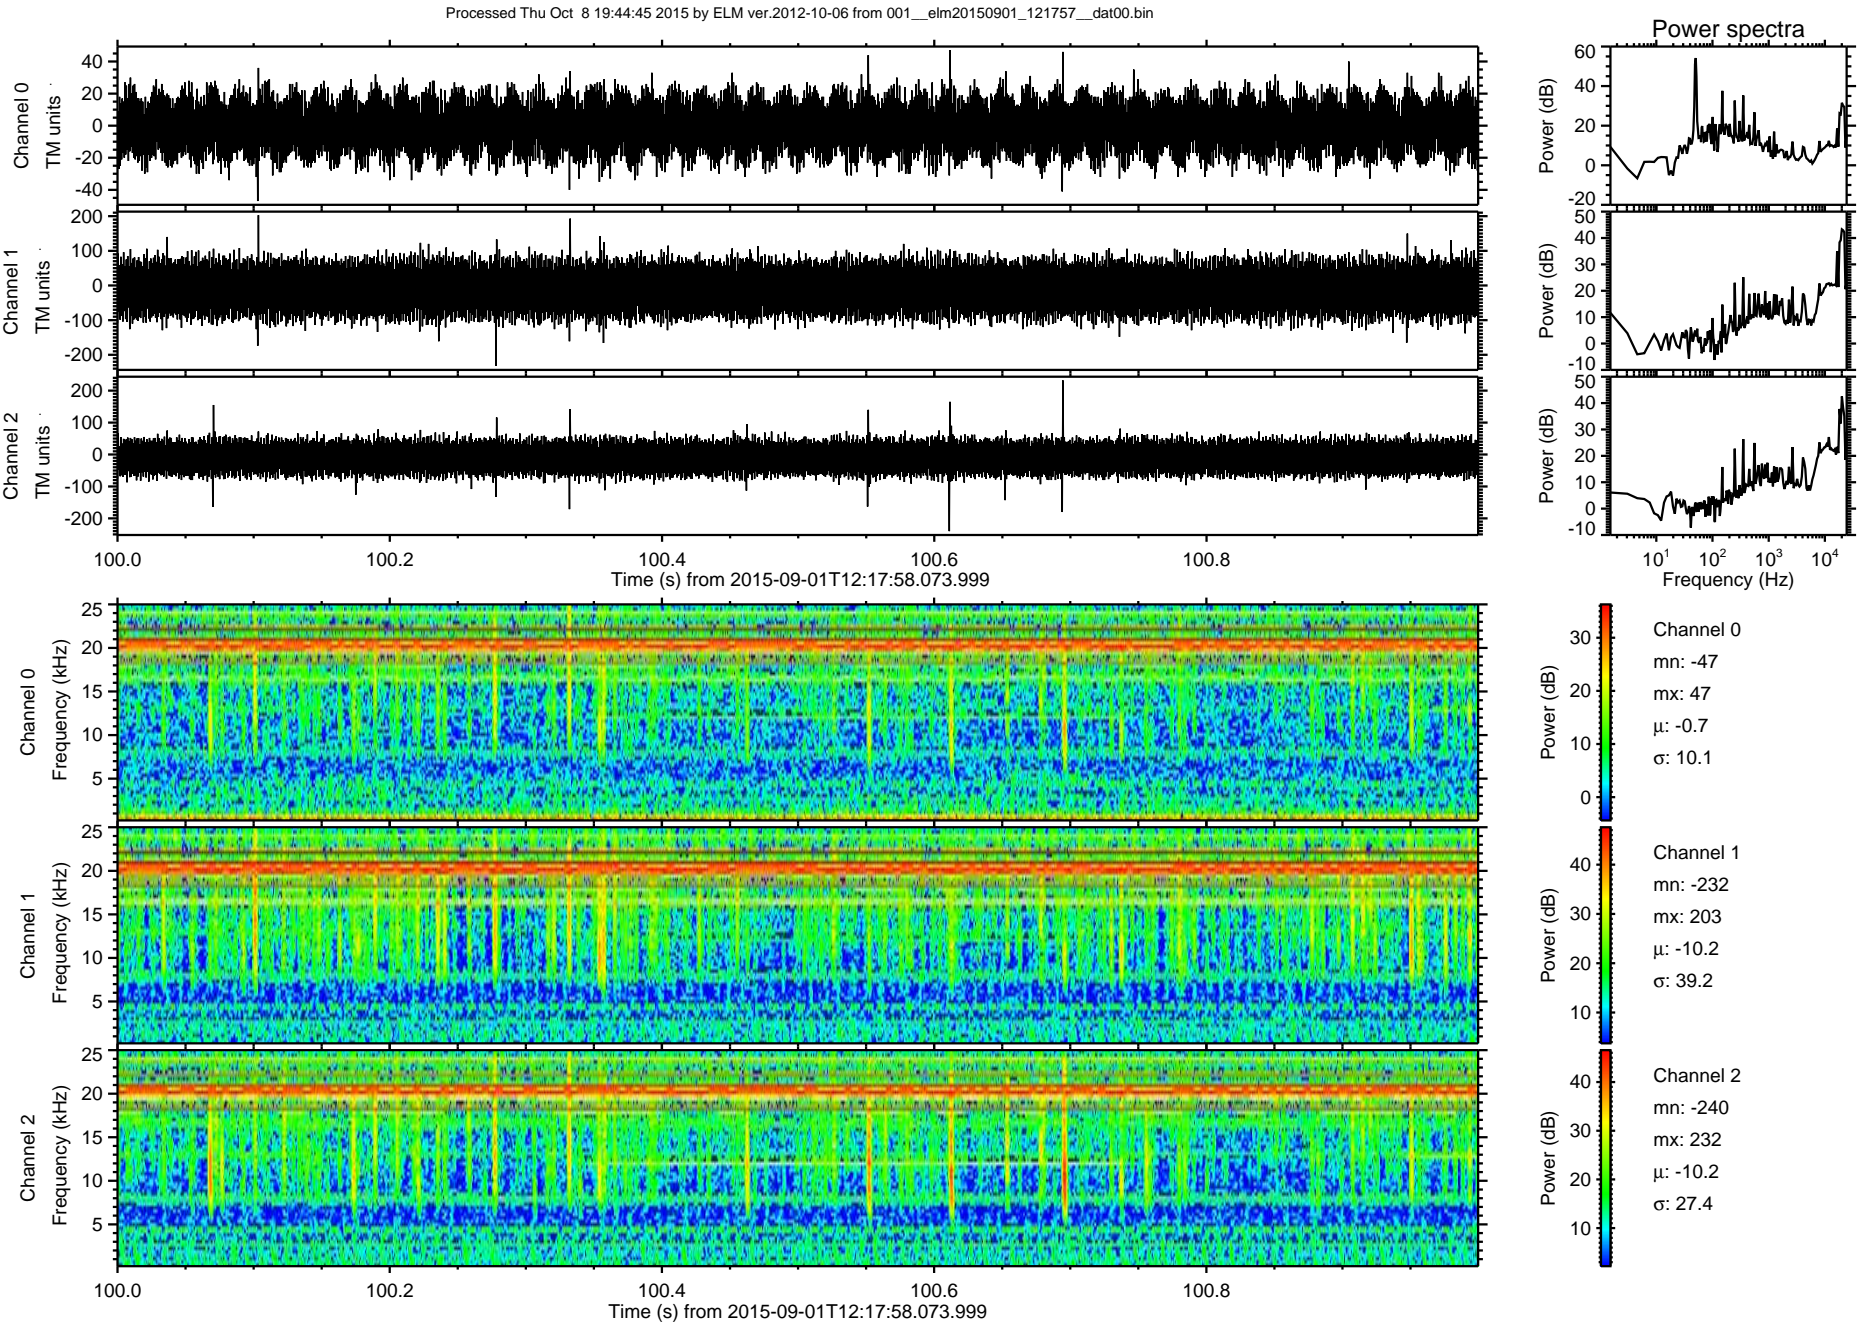 Processed Thu Oct  8 19:44:45 2015 by ELM ver.2012-10-06 from 001__elm20150901_121757__dat00.bin
Power spectra
Channel 0
TM units
40
20
0
-20
-40
Power (dB)
60
40
20
0
-20
Channel 1
TM units
200
100
0
-100
-200
Power (dB)
50
40
30
20
10
0
-10
Channel 2
TM units
200
100
0
-100
-200
Power (dB)
50
40
30
20
10
0
-10
100.0 100.2 100.4 100.6 100.8
Time (s) from 2015-09-01T12:17:58.073.999
10^1 10^2 10^3 10^4
Frequency (Hz)
Channel 0
Frequency (kHz)
25
20
15
10
5
Power (dB)
30
20
10
0
Channel 0
mn: -47
mx: 47
μ: -0.7
σ: 10.1
Channel 1
Frequency (kHz)
25
20
15
10
5
Power (dB)
40
30
20
10
Channel 1
mn: -232
mx: 203
μ: -10.2
σ: 39.2
Channel 2
Frequency (kHz)
25
20
15
10
5
Power (dB)
40
30
20
10
Channel 2
mn: -240
mx: 232
μ: -10.2
σ: 27.4
100.0 100.2 100.4 100.6 100.8
Time (s) from 2015-09-01T12:17:58.073.999